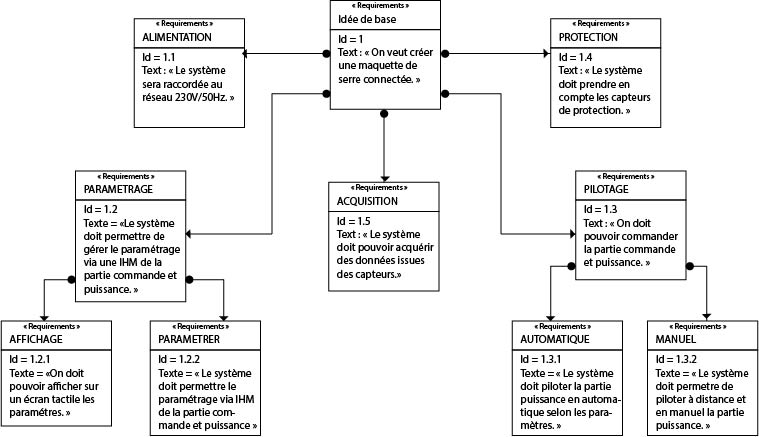 « Requirements »
Idée de base
Id = 1
Text : « On veut créer
une maquette de
serre connectée. »
« Requirements »
ALIMENTATION
Id = 1.1
Text : « Le système
sera raccordée au
réseau 230V/50Hz. »
« Requirements »
PROTECTION
Id = 1.4
Text : « Le système
doit prendre en
compte les capteurs
de protection. »
« Requirements »
PARAMETRAGE
Id = 1.2
Texte = «Le système
doit permettre de
gérer le paramétrage
via une IHM de la
partie commande et
puissance. »
« Requirements »
ACQUISITION
Id = 1.5
Text : « Le système
doit pouvoir acquérir
des données issues
des capteurs.»
« Requirements »
PILOTAGE
Id = 1.3
Text : « On doit
pouvoir commander
la partie commande
et puissance. »
« Requirements »
AFFICHAGE
Id = 1.2.1
Texte = «On doit
pouvoir afficher sur
un écran tactile les
paramétres. »
« Requirements »
PARAMETRER
Id = 1.2.2
Texte = « Le système
doit permettre le
paramétrage via IHM
de la partie com-
mande et puissance »
« Requirements »
AUTOMATIQUE
Id = 1.3.1
Texte = « Le système
doit piloter la partie
puissance en automa-
tique selon les para-
mètres. »
« Requirements »
MANUEL
Id = 1.3.2
Texte = « Le système
doit permetre de
piloter à distance et
en manuel la partie
puissance. »